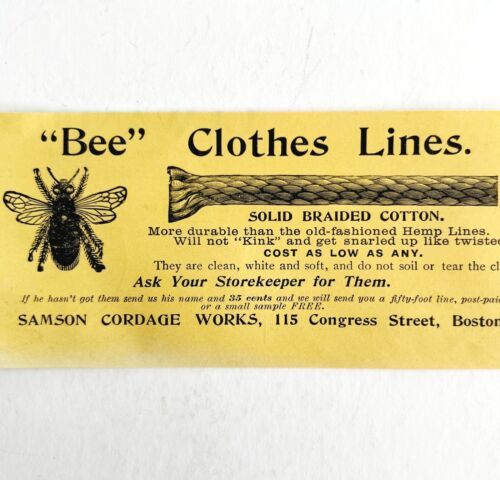 "Bee" Clothes Lines.
SOLID BRAIDED COTTON.
More durable than the old-fashioned Hemp Lines.
Will not "Kink" and get snarled up like twiste
COST AS LOW AS ANY.
They are clean, white and soft, and do not soil or tear the cl
Ask Your Storekeeper for Them.
If he hasn't got them send us his name and 35 cents and we will send you a fifty-foot line, post-paid
or a small sample FREE.
SAMSON CORDAGE WORKS, 115 Congress Street, Boston